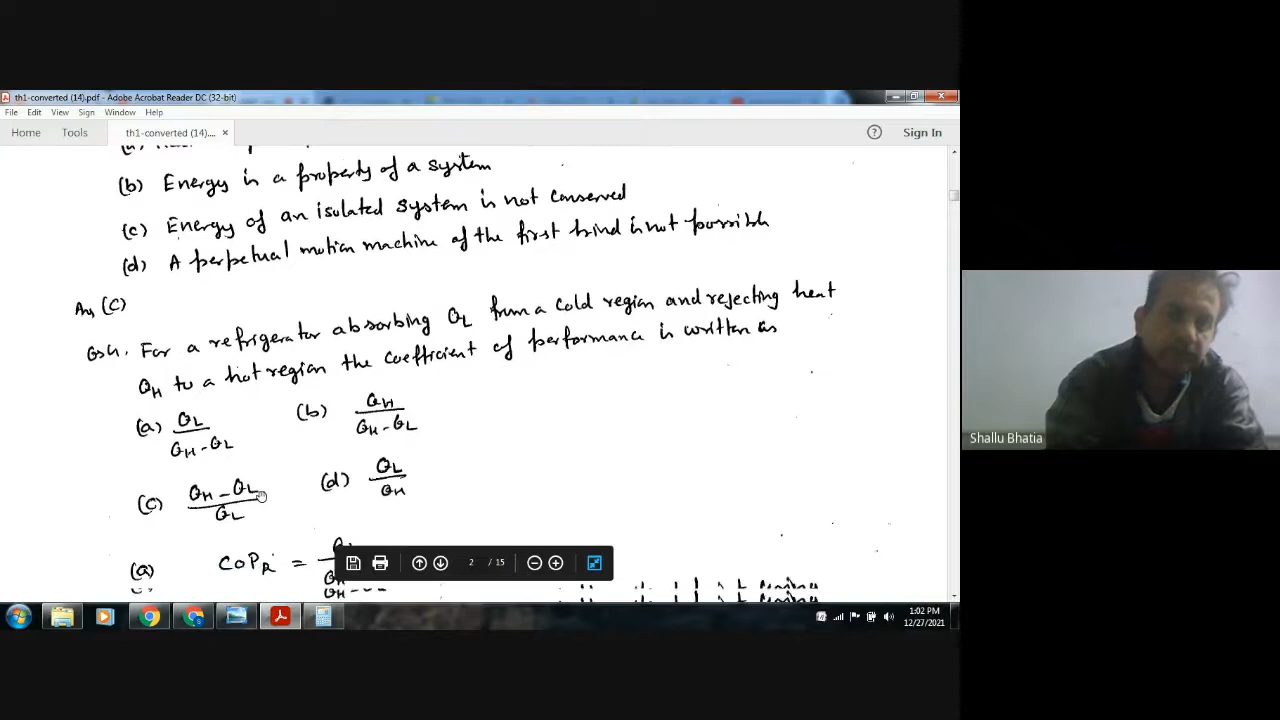 th1-converted (14).pdf - Adobe Acrobat Reader DC (32-bit)
File Edit View Sign Window Help
Home Tools th1-converted (14).... × Sign In
(b) Energy is a property of a system
(c) Energy of an isolated system is not conserved
(d) A perpetual motion machine of the first kind is not possible
Ans (C)
For a refrigerator absorbing QL from a cold region and rejecting heat
QH to a hot region the coefficient of performance is written as
(a) QL / QH - QL (b) QH / QH - QL
(c) QH - QL / QL (d) QL / QH
(a) COPR =
2 / 15
Shallu Bhatia
1:02 PM
12/27/2021